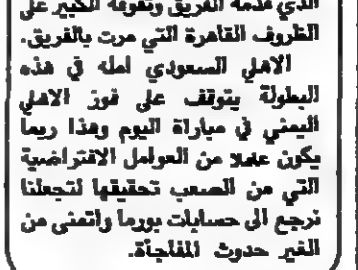 الذي قدمه الفريق وتفوقه الكبير على
الظروف القاهرة التي مرت بالفريق.
الاهلي السعودي امله في هذه
البطولة يتوقف على فوز الاهلي
اليمني في مباراة اليوم وهذا ربما
يكون عاملا من العوامل الافتراضية
التي من الصعب تحقيقها لتجعلنا
نرجع الى حسابات بورما واتمنى من
الغير حدوث المفاجأة.